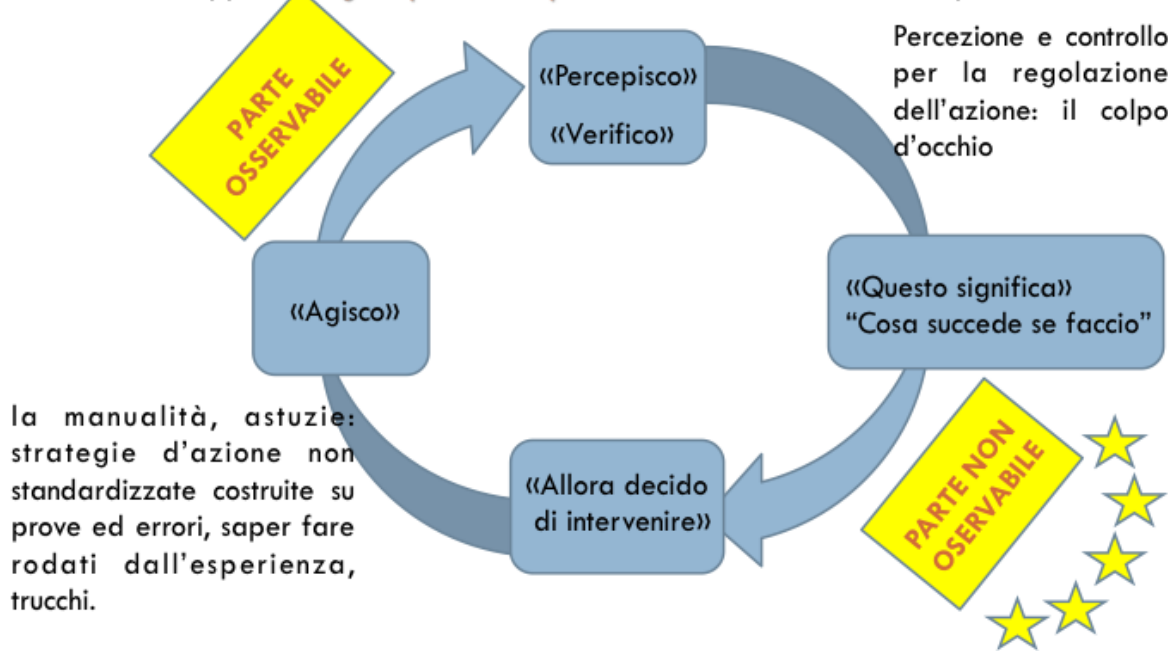 PARTE
OSSERVABILE
«Percepisco»
«Verifico»
Percezione e controllo
per la regolazione
dell’azione: il colpo
d’occhio
«Questo significa»
“Cosa succede se faccio”
«Agisco»
la manualità, astuzie:
strategie d’azione non
standardizzate costruite su
prove ed errori, saper fare
rodati dall’esperienza,
trucchi.
«Allora decido
di intervenire»
PARTE NON
OSERVABILE